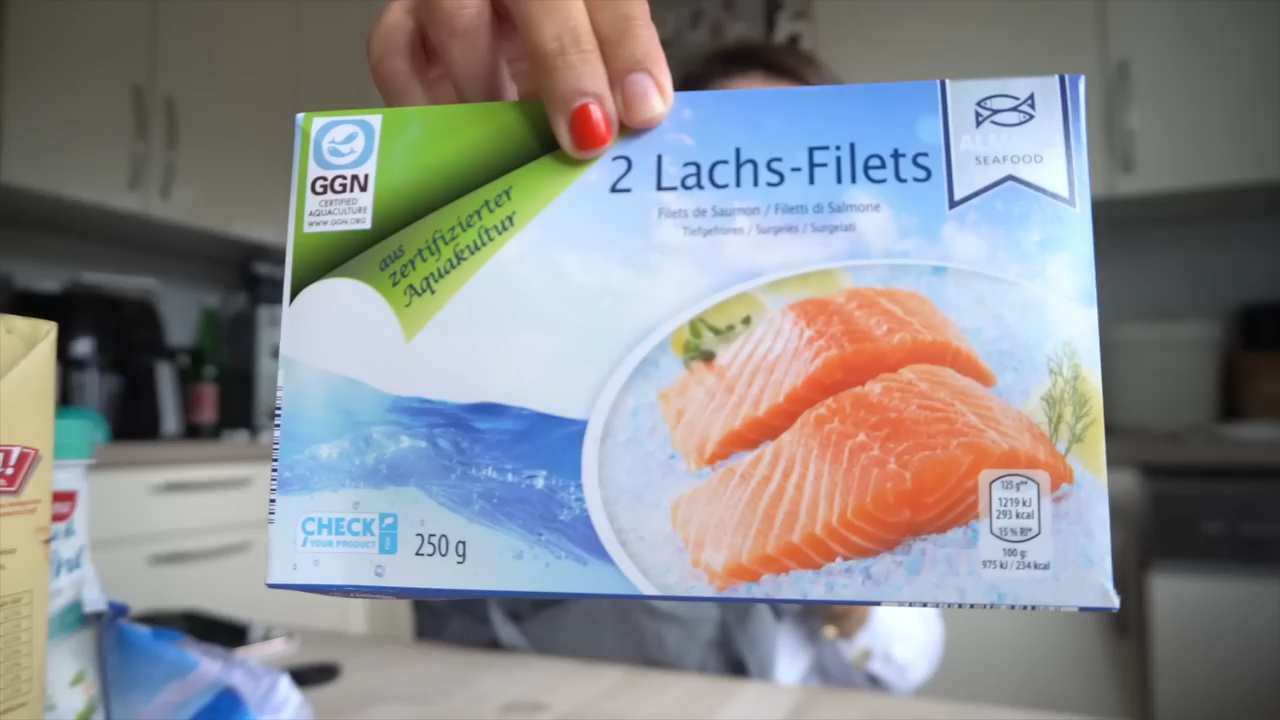 GGN
CERTIFIED
AQUACULTURE
WWW.GGN.ORG
aus
zertifizierter
Aquakultur
2 Lachs-Filets
Filets de Saumon / Filetti di Salmone
Tiefgefroren / Surgelés / Surgelati
SEAFOOD
CHECK
YOUR PRODUCT
250 g
125 g**
1219 kJ
293 kcal
15 % RI*
100 g:
975 kJ / 234 kcal